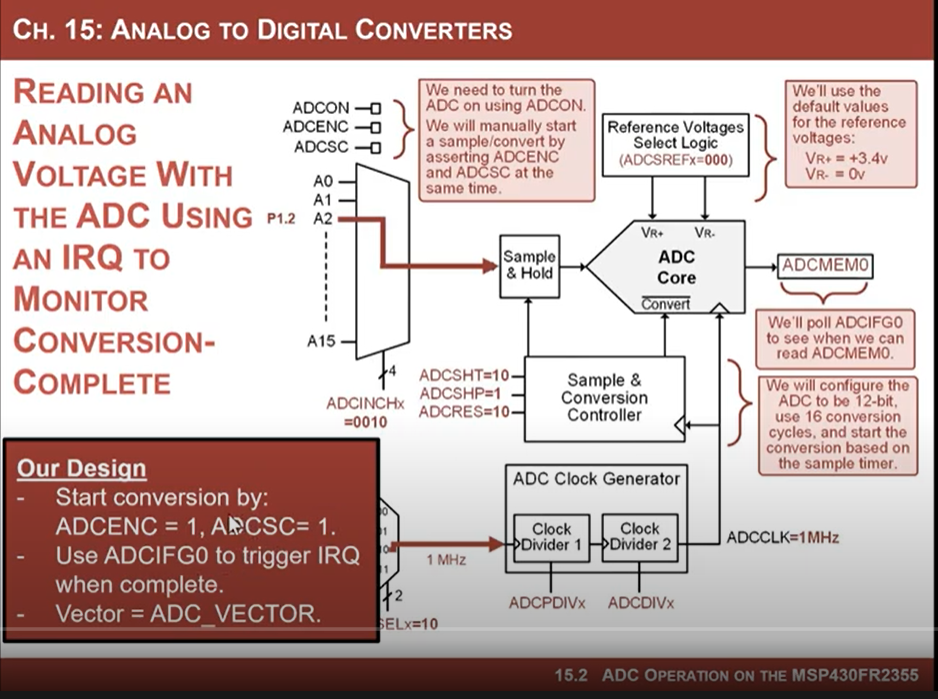 CH. 15: ANALOG TO DIGITAL CONVERTERS
READING AN
ANALOG
VOLTAGE WITH
THE ADC USING
AN IRQ TO
MONITOR
CONVERSION-
COMPLETE
ADCON
ADCENC
ADCSC
We need to turn the
ADC on using ADCON.
We will manually start
a sample/convert by
asserting ADCENC
and ADCSC at the
same time.
Reference Voltages
Select Logic
(ADCSREFx=000)
We'll use the
default values
for the reference
voltages:
VR+ = +3.4v
VR- = 0v
A0
A1
P1.2 A2
A15
4
ADCINCHx
=0010
Sample
& Hold
VR+ VR-
ADC
Core
Convert
ADCMEM0
We'll poll ADCIFG0
to see when we can
read ADCMEM0.
ADCSHT=10
ADCSHP=1
ADCRES=10
Sample &
Conversion
Controller
We will configure the
ADC to be 12-bit,
use 16 conversion
cycles, and start the
conversion based on
the sample timer.
Our Design
- Start conversion by:
ADCENC = 1, ADCSC= 1.
- Use ADCIFG0 to trigger IRQ
when complete.
- Vector = ADC_VECTOR.
2
SELx=10
1 MHz
ADC Clock Generator
Clock
Divider 1
Clock
Divider 2
ADCPDIVx
ADCDIVx
ADCCLK=1MHz
15.2 ADC OPERATION ON THE MSP430FR2355